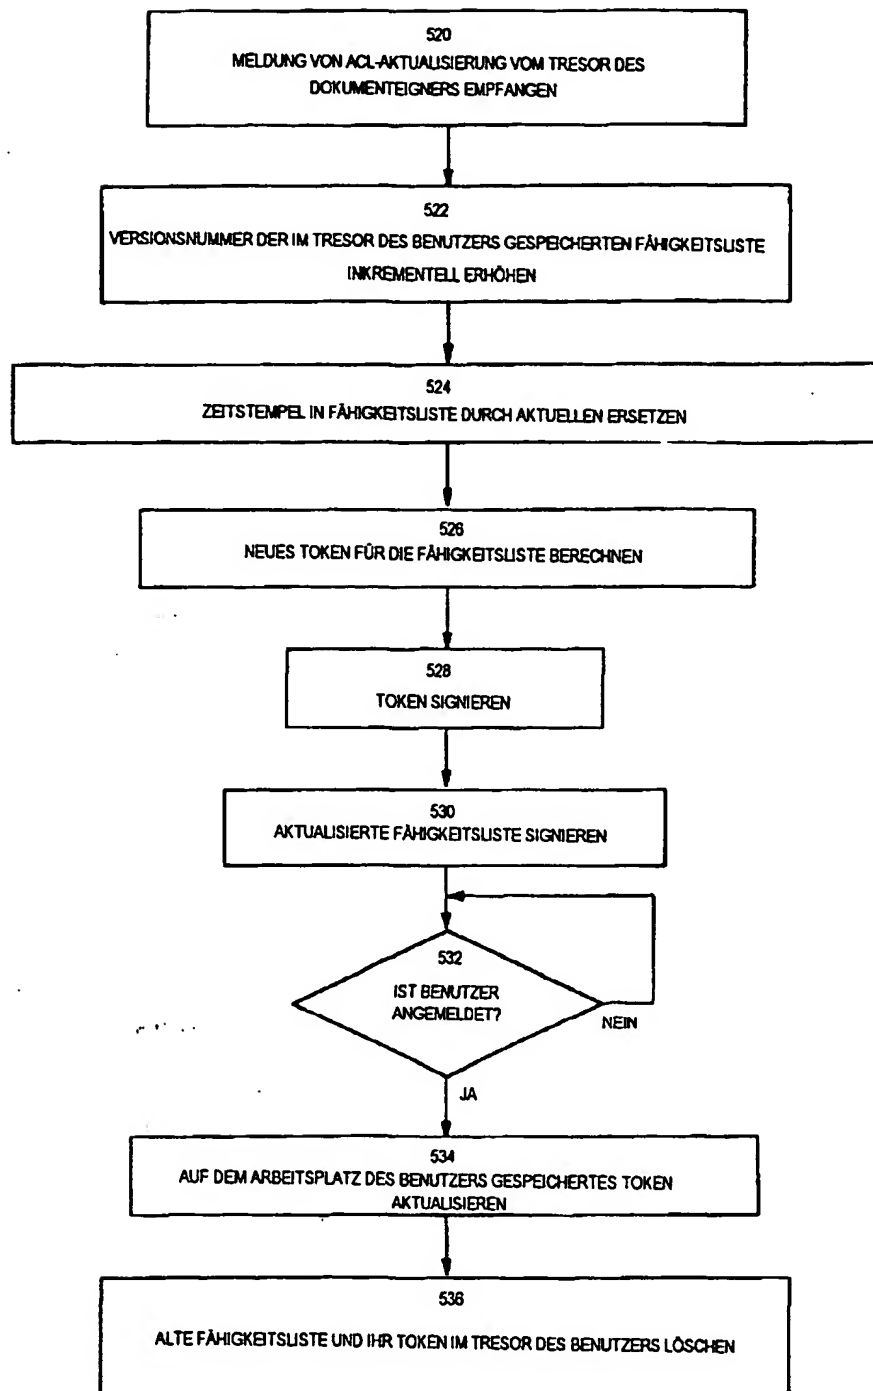 520
MELDUNG VON ACL-AKTUALISIERUNG VOM TRESOR DES
DOKUMENTEIGNERS EMPFANGEN
522
VERSIONSNUMMER DER IM TRESOR DES BENUTZERS GESPEICHERTEN FÄHIGKEITSLISTE
INKREMENTELL ERHÖHEN
524
ZEITSTEMPEL IN FÄHIGKEITSLISTE DURCH AKTUELLEN ERSETZEN
526
NEUES TOKEN FÜR DIE FÄHIGKEITSLISTE BERECHNEN
528
TOKEN SIGNIEREN
530
AKTUALISIERTE FÄHIGKEITSLISTE SIGNIEREN
532
IST BENUTZER
ANGEMELDET?
NEIN
JA
534
AUF DEM ARBEITSPLATZ DES BENUTZERS GESPEICHERTES TOKEN
AKTUALISIEREN
536
ALTE FÄHIGKEITSLISTE UND IHR TOKEN IM TRESOR DES BENUTZERS LÖSCHEN